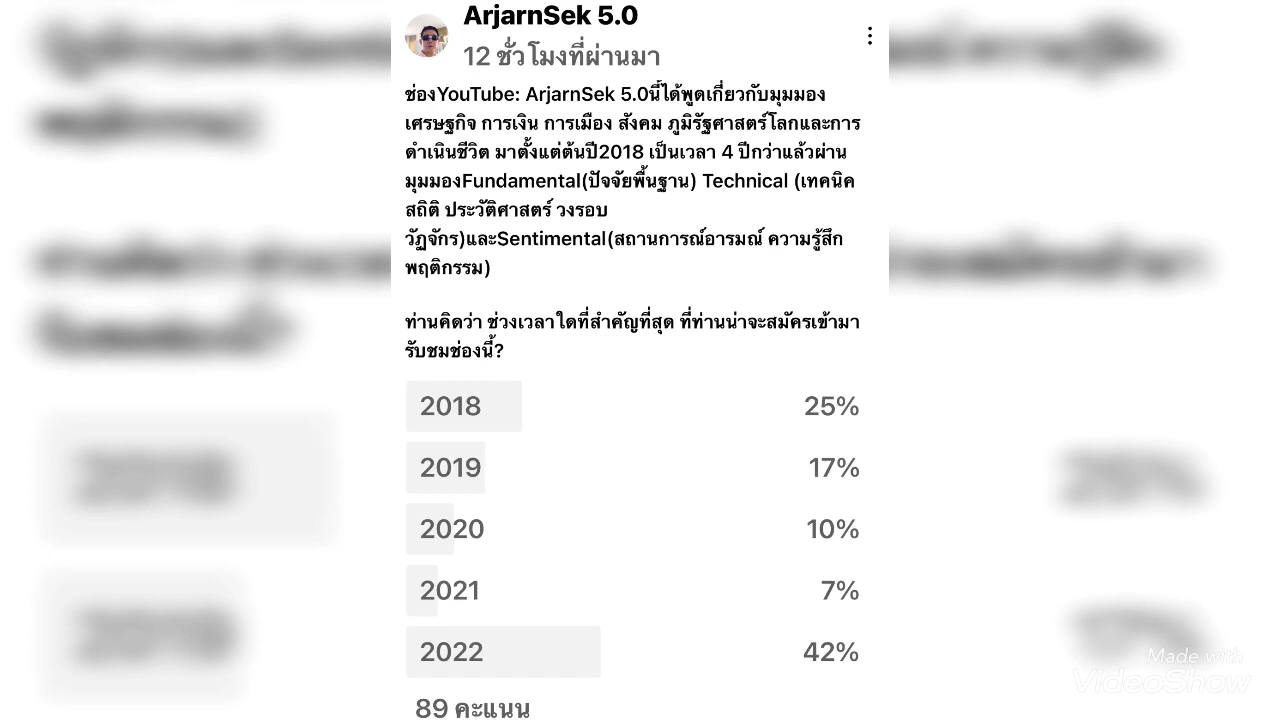 ArjarnSek 5.0
12 ชั่วโมงที่ผ่านมา
ช่องYouTube: ArjarnSek 5.0นี้ได้พูดเกี่ยวกับมุมมอง
เศรษฐกิจ การเงิน การเมือง สังคม ภูมิรัฐศาสตร์โลกและการ
ดำเนินชีวิต มาตั้งแต่ต้นปี2018 เป็นเวลา 4 ปีกว่าแล้วผ่าน
มุมมองFundamental(ปัจจัยพื้นฐาน) Technical (เทคนิค
สถิติ ประวัติศาสตร์ วงรอบ
วัฏจักร)และSentimental(สถานการณ์อารมณ์ ความรู้สึก
พฤติกรรม)
ท่านคิดว่า ช่วงเวลาใดที่สำคัญที่สุด ที่ท่านน่าจะสมัครเข้ามา
รับชมช่องนี้?
2018 25%
2019 17%
2020 10%
2021 7%
2022 42%
89 คะแนน
Made with
VideoShow